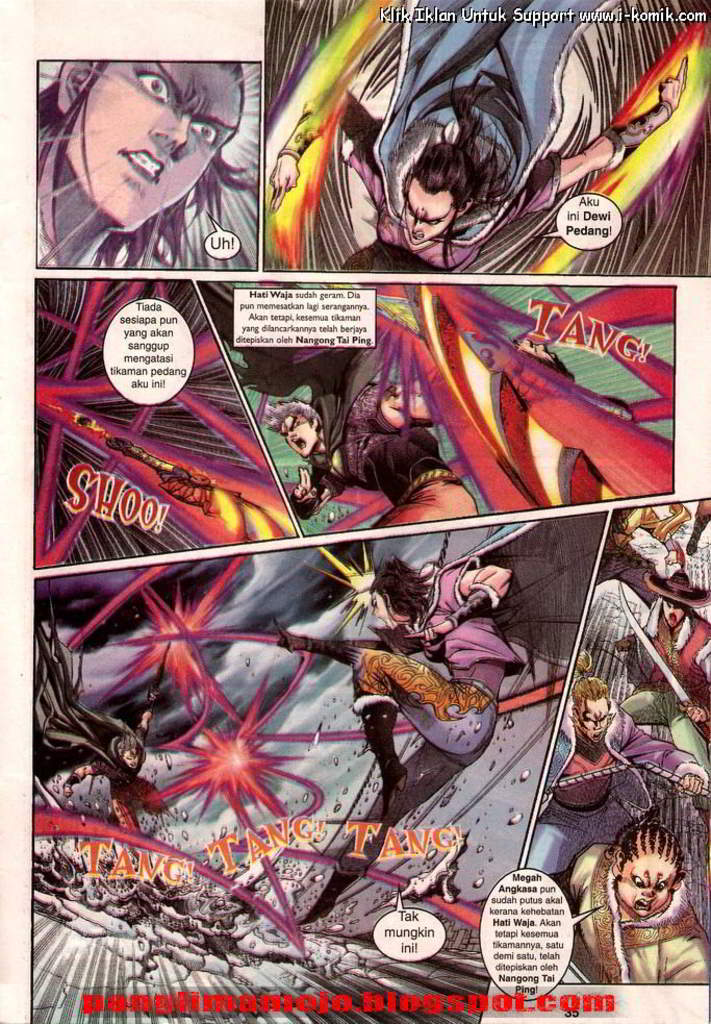 Klik Iklan Untuk Support www.i-komik.com
Uh!
Aku
ini Dewi
Pedang!
Tiada
sesiapa pun
yang akan
sanggup
mengatasi
tikaman pedang
aku ini!
SHOO!
Hati Waja sudah geram. Dia
pun memesatkan lagi serangannya.
Akan tetapi, kesemua tikaman
yang dilancarkannya telah berjaya
ditepiskan oleh Nangong Tai Ping.
TANG!
TANG! TANG! TANG!
Tak
mungkin
ini!
Megah
Angkasa pun
sudah putus akal
kerana kehebatan
Hati Waja. Akan
tetapi kesemua
tikamannya, satu
demi satu, telah
ditepiskan oleh
Nangong Tai
Ping!
panglimamojo.blogspot.com
35